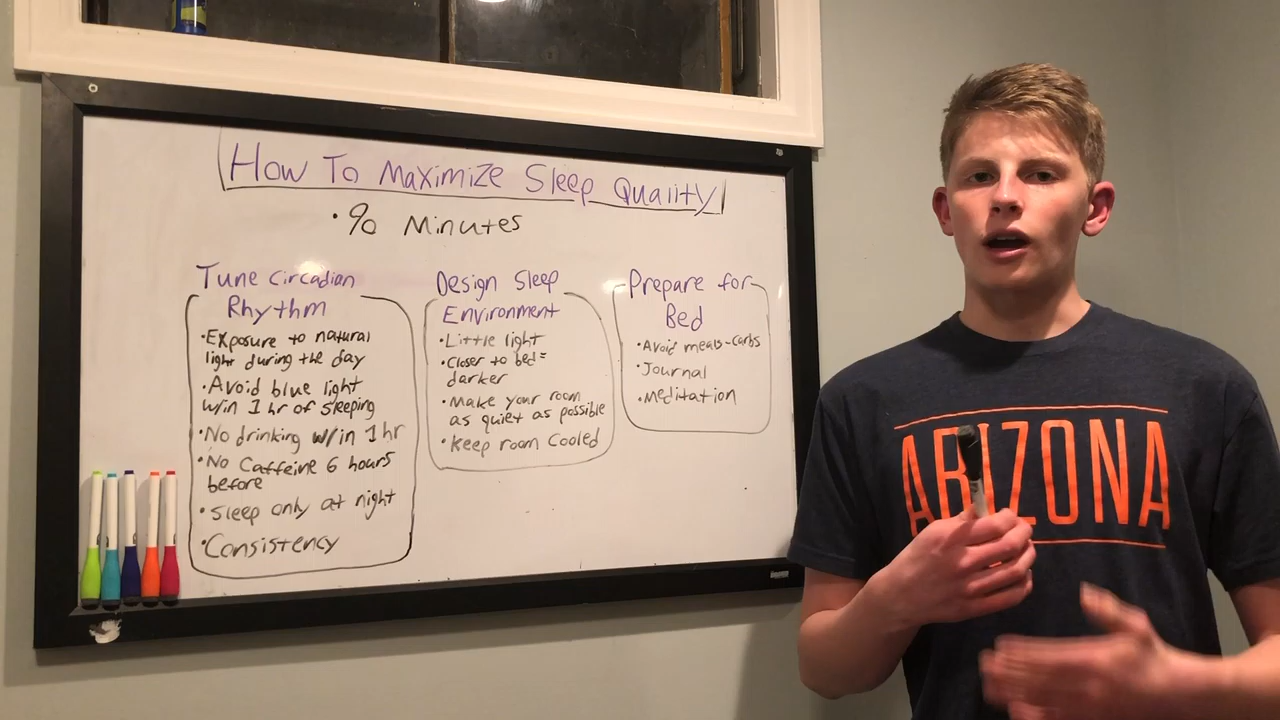 How To Maximize Sleep Quality
• 90 Minutes
Tune Circadian
Rhythm
• Exposure to natural
light during the day
• Avoid blue light
w/in 1 hr of sleeping
• No drinking w/in 1 hr
• No Caffeine 6 hours
before
• Sleep only at night
• Consistency
Design Sleep
Environment
• Little light
• Closer to bed =
darker
• Make your room
as quiet as possible
• Keep room cooled
Prepare for
Bed
• Avoid meals-carbs
• Journal
• Meditation
ARIZONA